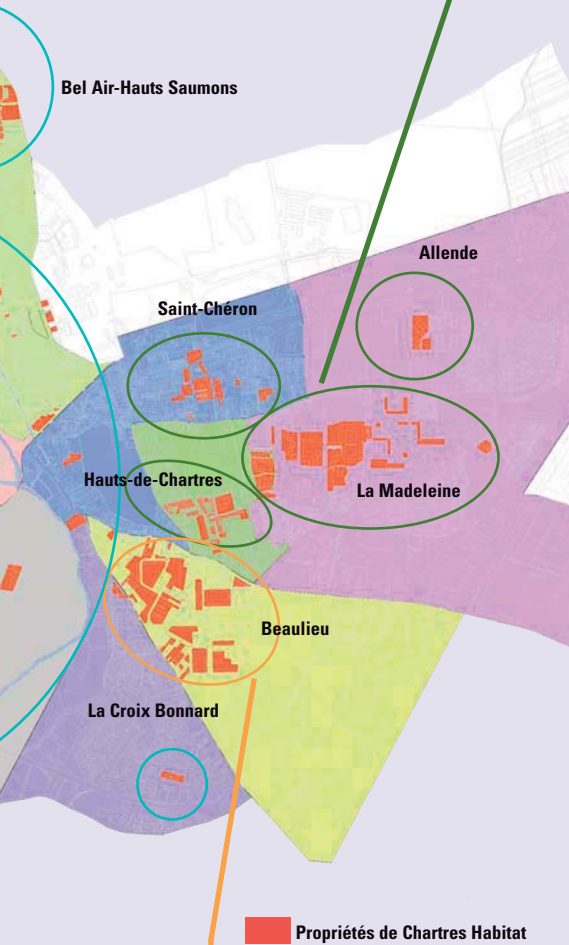 Bel Air-Hauts Saumons
Allende
Saint-Chéron
Hauts-de-Chartres
La Madeleine
Beaulieu
La Croix Bonnard
Propriétés de Chartres Habitat